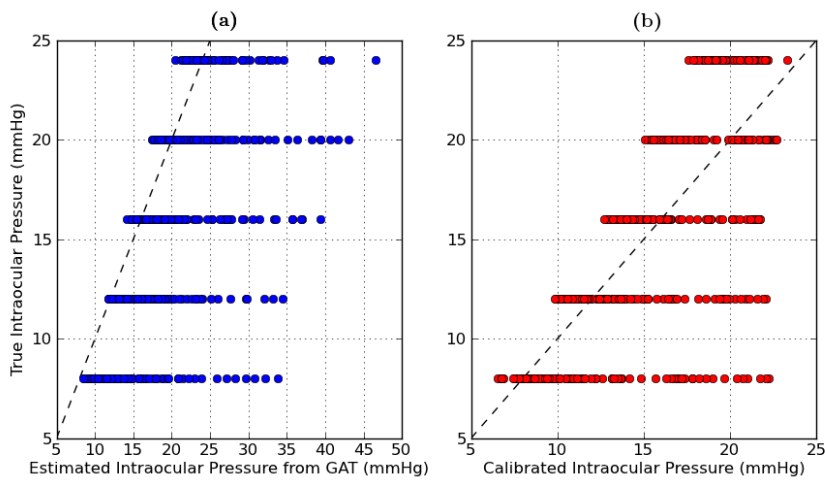 (a)
(b)
True Intraocular Pressure (mmHg)
25
20
15
10
5
5 10 15 20 25 30 35 40 45 50
Estimated Intraocular Pressure from GAT (mmHg)
25
20
15
10
5
5 10 15 20 25
Calibrated Intraocular Pressure (mmHg)